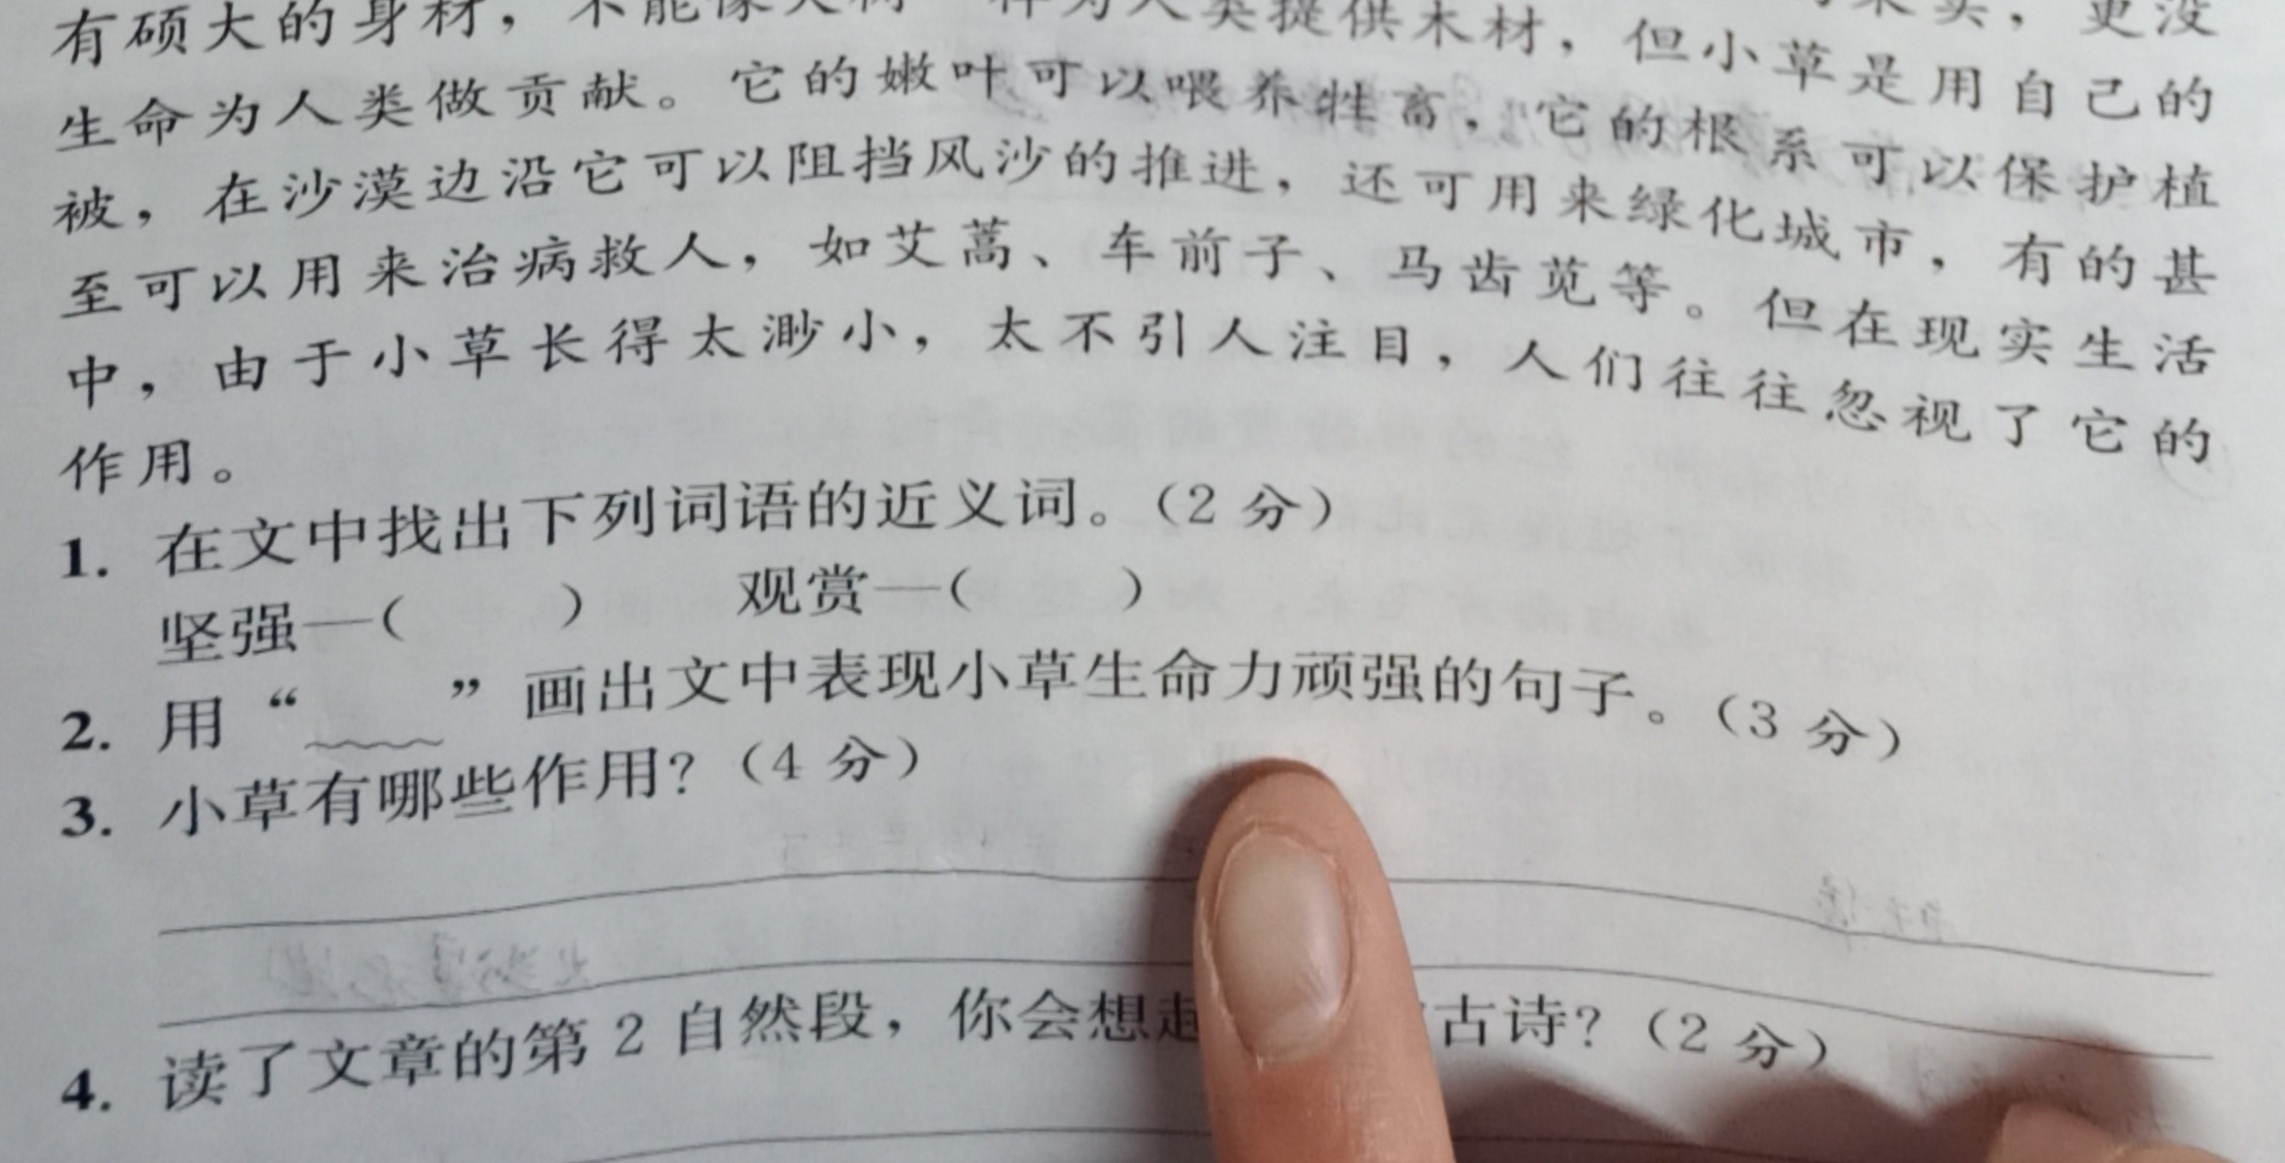 有硕大的身材，不能像大树一样为人类提供木材，但小草是用自己的
生命为人类做贡献。它的嫩叶可以喂养牲畜，它的根系可以保护植
被，在沙漠边沿它可以阻挡风沙的推进，还可用来绿化城市，有的甚
至可以用来治病救人，如艾蒿、车前子、马齿苋等。但在现实生活
中，由于小草长得太渺小，太不引人注目，人们往往忽视了它的
作用。
1. 在文中找出下列词语的近义词。（2 分）
坚强—（ ） 观赏—（ ）
2. 用“ ”画出文中表现小草生命力顽强的句子。（3 分）
3. 小草有哪些作用？（4 分）
4. 读了文章的第 2 自然段，你会想起 古诗？（2 分）